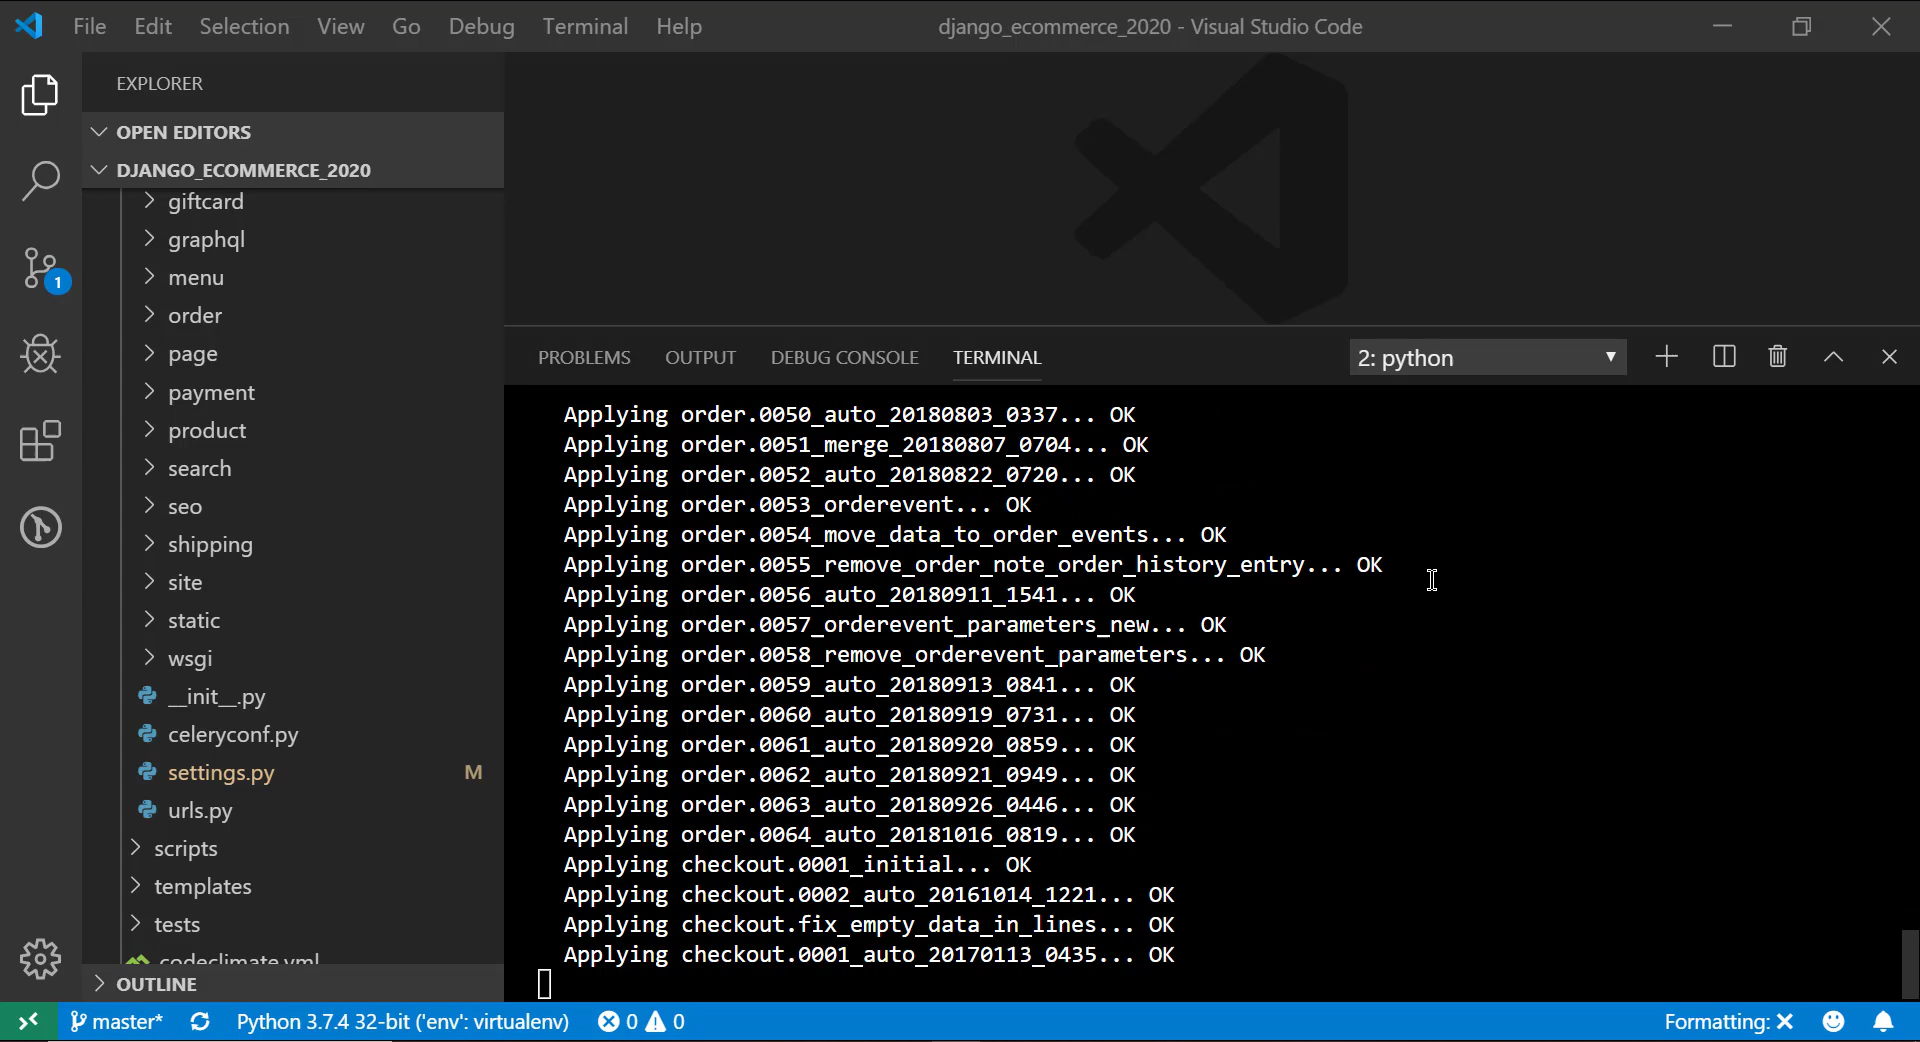 File Edit Selection View Go Debug Terminal Help
django_ecommerce_2020 - Visual Studio Code
EXPLORER
OPEN EDITORS
DJANGO_ECOMMERCE_2020
giftcard
graphql
menu
order
page
payment
product
search
seo
shipping
site
static
wsgi
__init__.py
celeryconf.py
settings.py M
urls.py
scripts
templates
tests
codeclimate.yml
OUTLINE
1
PROBLEMS OUTPUT DEBUG CONSOLE TERMINAL
2: python
Applying order.0050_auto_20180803_0337... OK
Applying order.0051_merge_20180807_0704... OK
Applying order.0052_auto_20180822_0720... OK
Applying order.0053_orderevent... OK
Applying order.0054_move_data_to_order_events... OK
Applying order.0055_remove_order_note_order_history_entry... OK
Applying order.0056_auto_20180911_1541... OK
Applying order.0057_orderevent_parameters_new... OK
Applying order.0058_remove_orderevent_parameters... OK
Applying order.0059_auto_20180913_0841... OK
Applying order.0060_auto_20180919_0731... OK
Applying order.0061_auto_20180920_0859... OK
Applying order.0062_auto_20180921_0949... OK
Applying order.0063_auto_20180926_0446... OK
Applying order.0064_auto_20181016_0819... OK
Applying checkout.0001_initial... OK
Applying checkout.0002_auto_20161014_1221... OK
Applying checkout.fix_empty_data_in_lines... OK
Applying checkout.0001_auto_20170113_0435... OK
master* Python 3.7.4 32-bit ('env': virtualenv) 0 0 Formatting: ✕